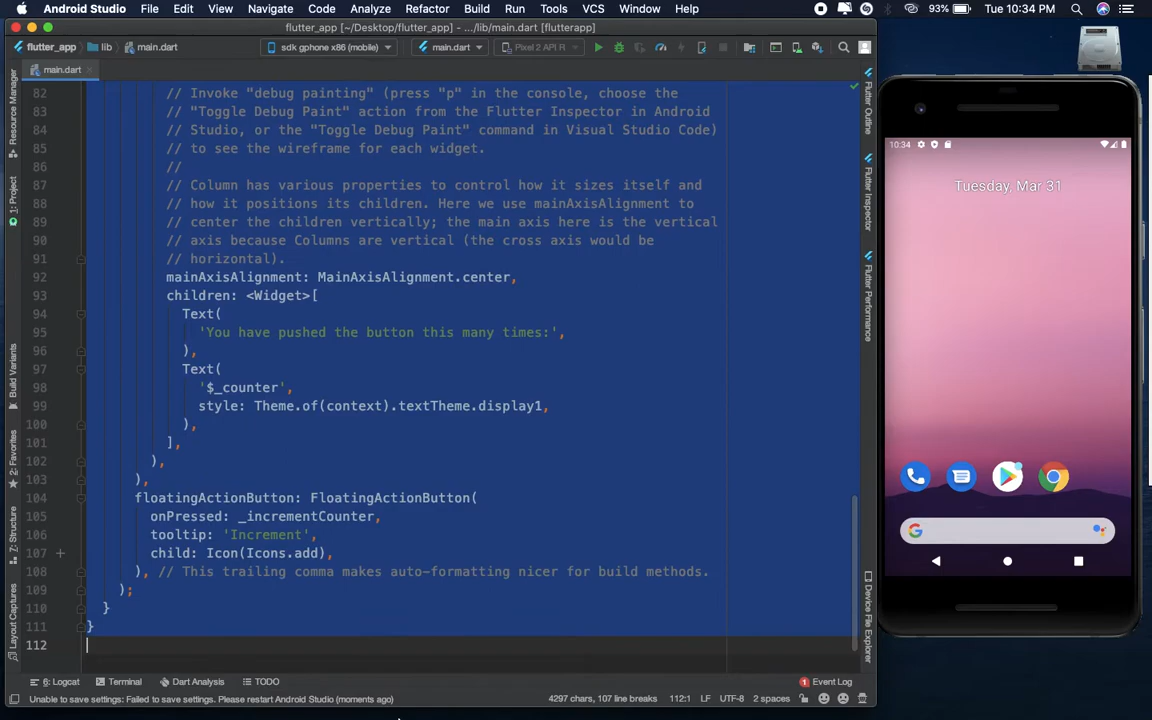 Android Studio File Edit View Navigate Code Analyze Refactor Build Run Tools VCS Window Help 93% Tue 10:34 PM
flutter_app [~/Desktop/flutter_app] - .../lib/main.dart [flutterapp]
flutter_app lib main.dart sdk gphone x86 (mobile) main.dart Pixel 2 API R
main.dart
82 // Invoke "debug painting" (press "p" in the console, choose the
83 // "Toggle Debug Paint" action from the Flutter Inspector in Android
84 // Studio, or the "Toggle Debug Paint" command in Visual Studio Code)
85 // to see the wireframe for each widget.
86 //
87 // Column has various properties to control how it sizes itself and
88 // how it positions its children. Here we use mainAxisAlignment to
89 // center the children vertically; the main axis here is the vertical
90 // axis because Columns are vertical (the cross axis would be
91 // horizontal).
92 mainAxisAlignment: MainAxisAlignment.center,
93 children: <Widget>[
94 Text(
95 'You have pushed the button this many times:',
96 ),
97 Text(
98 '$_counter',
99 style: Theme.of(context).textTheme.display1,
100 ),
101 ],
102 ),
103 ),
104 floatingActionButton: FloatingActionButton(
105 onPressed: _incrementCounter,
106 tooltip: 'Increment',
107 child: Icon(Icons.add),
108 ), // This trailing comma makes auto-formatting nicer for build methods.
109 );
110 }
111 }
112
Resource Manager
1: Project
Build Variants
2: Favorites
7: Structure
Layout Captures
Flutter Outline
Flutter Inspector
Flutter Performance
Device File Explorer
6: Logcat Terminal Dart Analysis TODO 1 Event Log
Unable to save settings: Failed to save settings. Please restart Android Studio (moments ago) 4297 chars, 107 line breaks 112:1 LF UTF-8 2 spaces
10:34
Tuesday, Mar 31